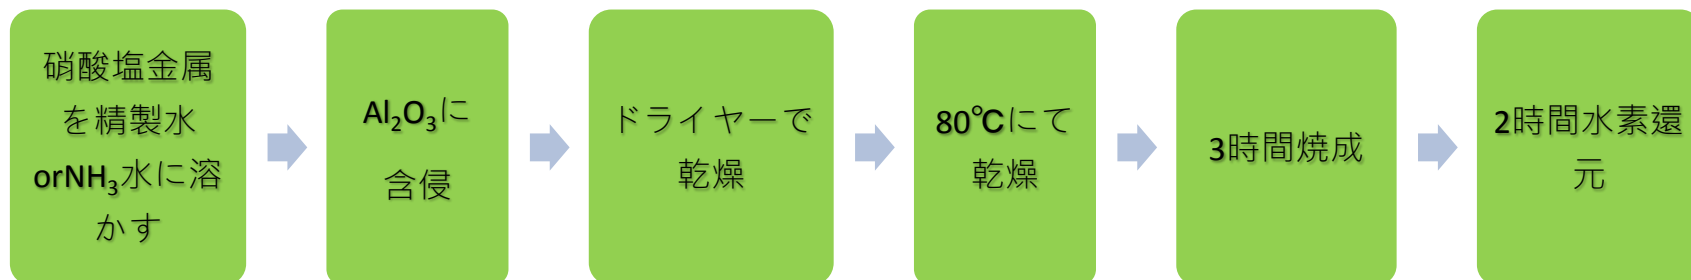 硝酸塩金属
を精製水
orNH₃水に溶
かす
Al₂O₃に
含侵
ドライヤーで
乾燥
80℃にて
乾燥
3時間焼成
2時間水素還
元